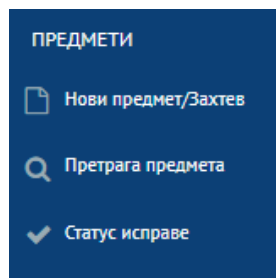 ПРЕДМЕТИ
Нови предмет/Захтев
Претрага предмета
Статус исправе